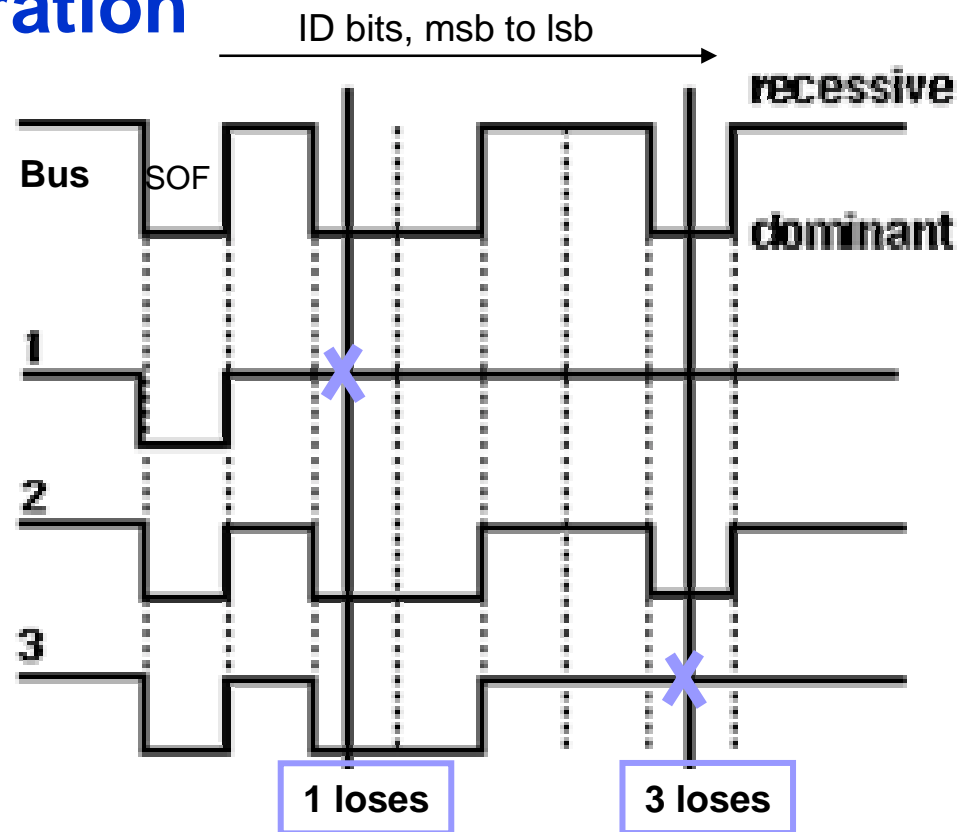 ration
ID bits, msb to lsb
recessive
Bus
SOF
dominant
1
2
3
1 loses
3 loses